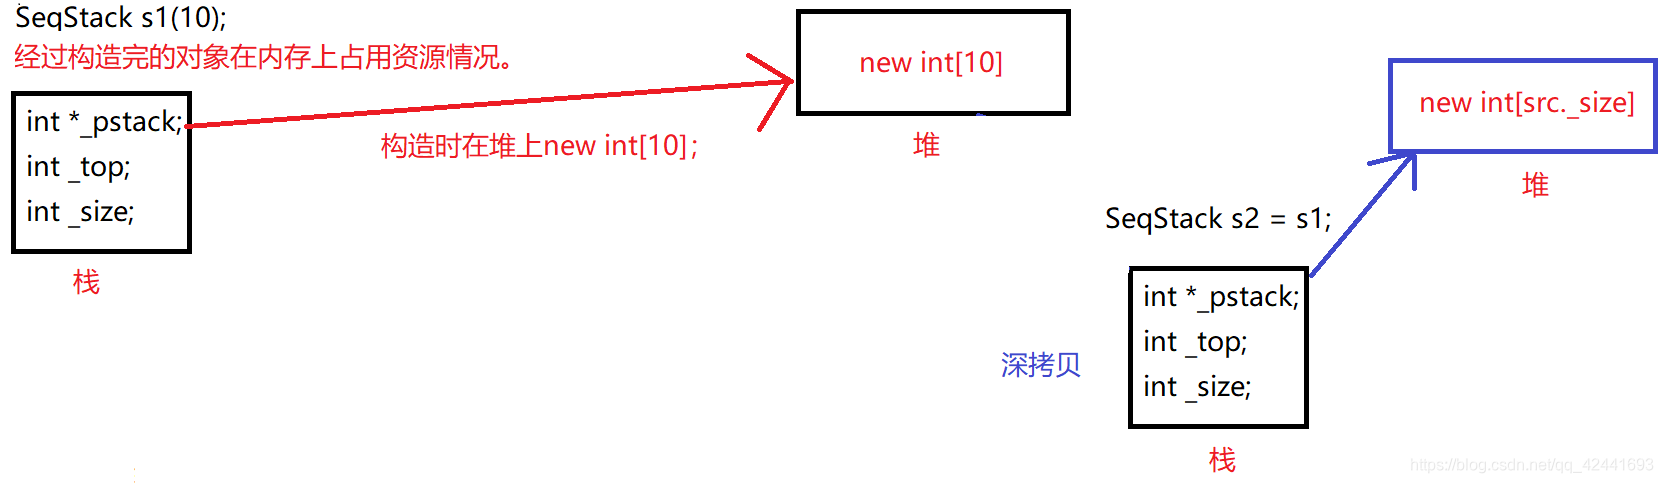 SeqStack s1(10);
经过构造完的对象在内存上占用资源情况。
int *_pstack;
int _top;
int _size;
栈
构造时在堆上new int[10];
new int[10]
堆
new int[src._size]
堆
SeqStack s2 = s1;
int *_pstack;
int _top;
int _size;
深拷贝
栈
https://blog.csdn.net/qq_42441693